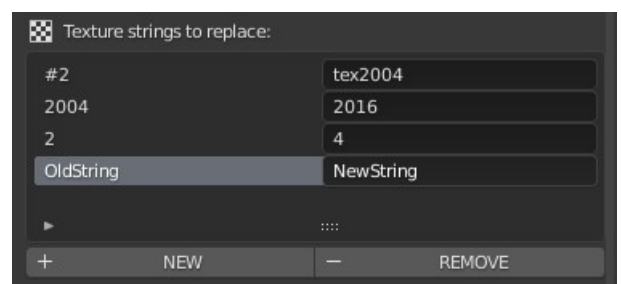 Texture strings to replace:
#2 tex2004
2004 2016
2 4
OldString NewString
+ NEW − REMOVE